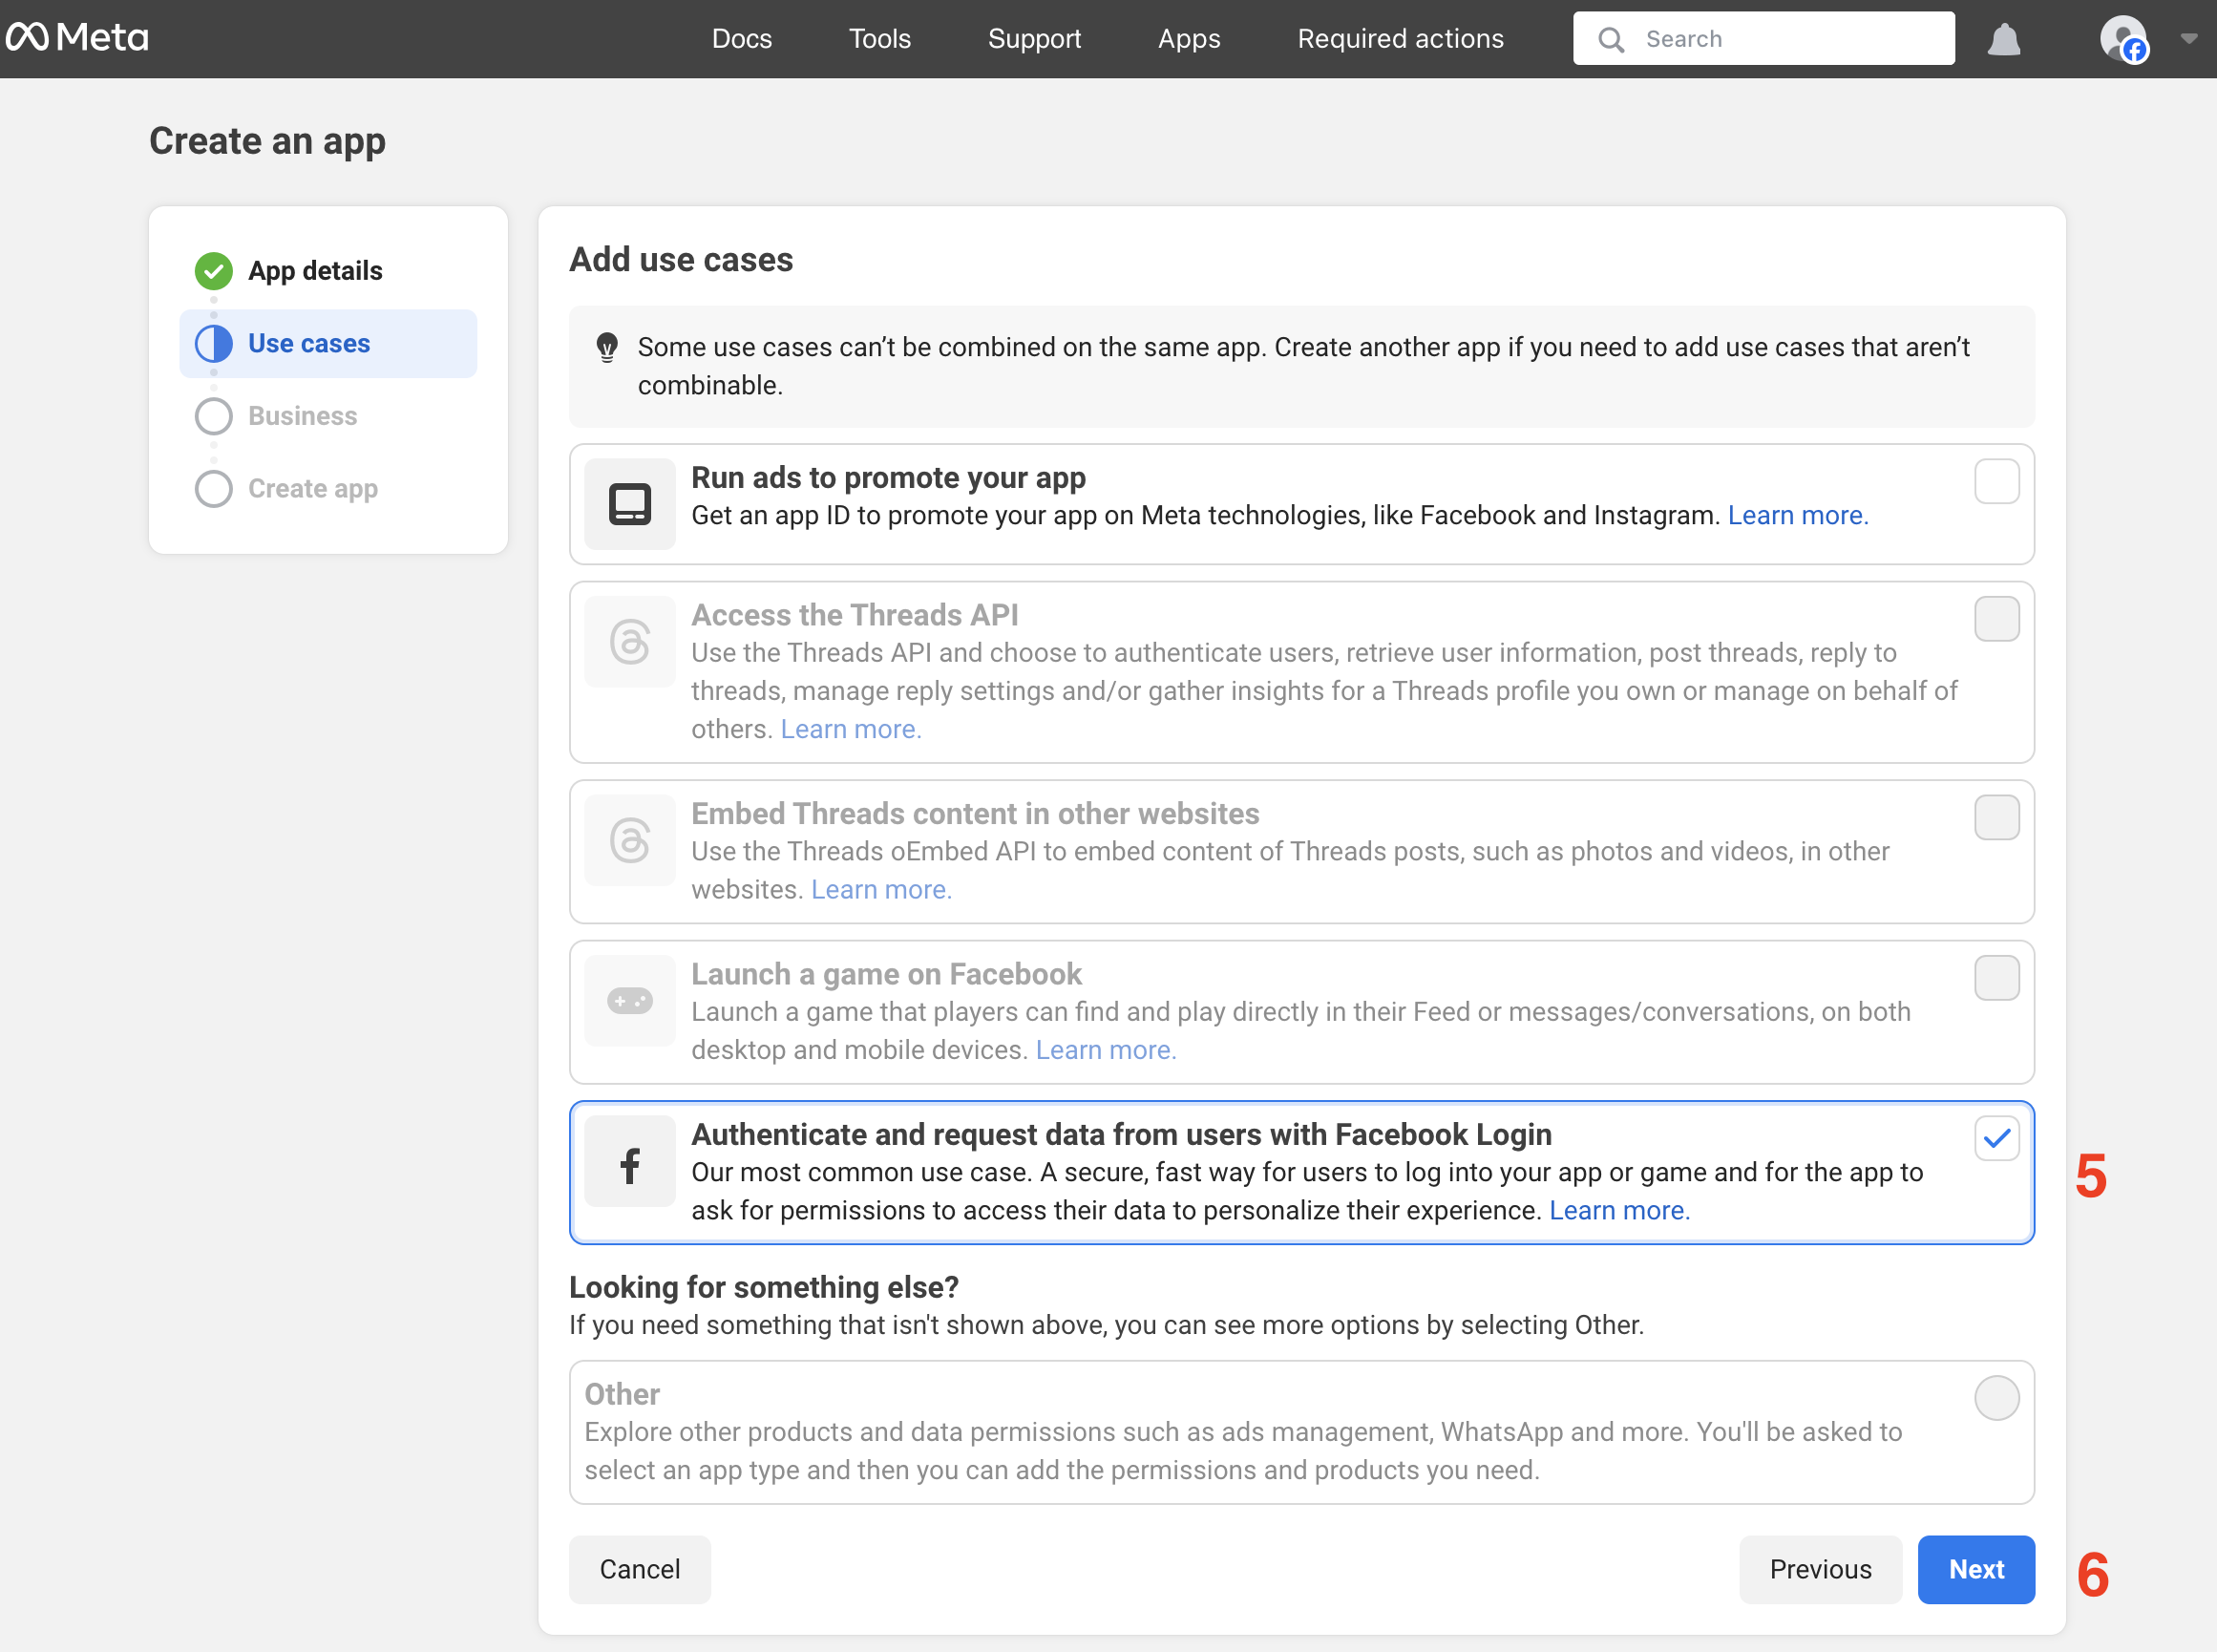 Meta
Docs
Tools
Support
Apps
Required actions
Search
Create an app
App details
Use cases
Business
Create app
Add use cases
Some use cases can’t be combined on the same app. Create another app if you need to add use cases that aren’t
combinable.
Run ads to promote your app
Get an app ID to promote your app on Meta technologies, like Facebook and Instagram. Learn more.
Access the Threads API
Use the Threads API and choose to authenticate users, retrieve user information, post threads, reply to
threads, manage reply settings and/or gather insights for a Threads profile you own or manage on behalf of
others. Learn more.
Embed Threads content in other websites
Use the Threads oEmbed API to embed content of Threads posts, such as photos and videos, in other
websites. Learn more.
Launch a game on Facebook
Launch a game that players can find and play directly in their Feed or messages/conversations, on both
desktop and mobile devices. Learn more.
Authenticate and request data from users with Facebook Login
Our most common use case. A secure, fast way for users to log into your app or game and for the app to
ask for permissions to access their data to personalize their experience. Learn more.
5
Looking for something else?
If you need something that isn't shown above, you can see more options by selecting Other.
Other
Explore other products and data permissions such as ads management, WhatsApp and more. You'll be asked to
select an app type and then you can add the permissions and products you need.
Cancel
Previous
Next
6